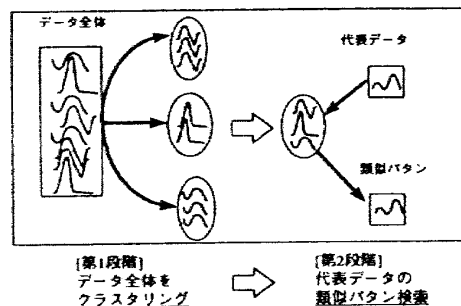 データ全体
代表データ
類似パタン
[第1段階]
データ全体を
クラスタリング
[第2段階]
代表データの
類似パタン検索